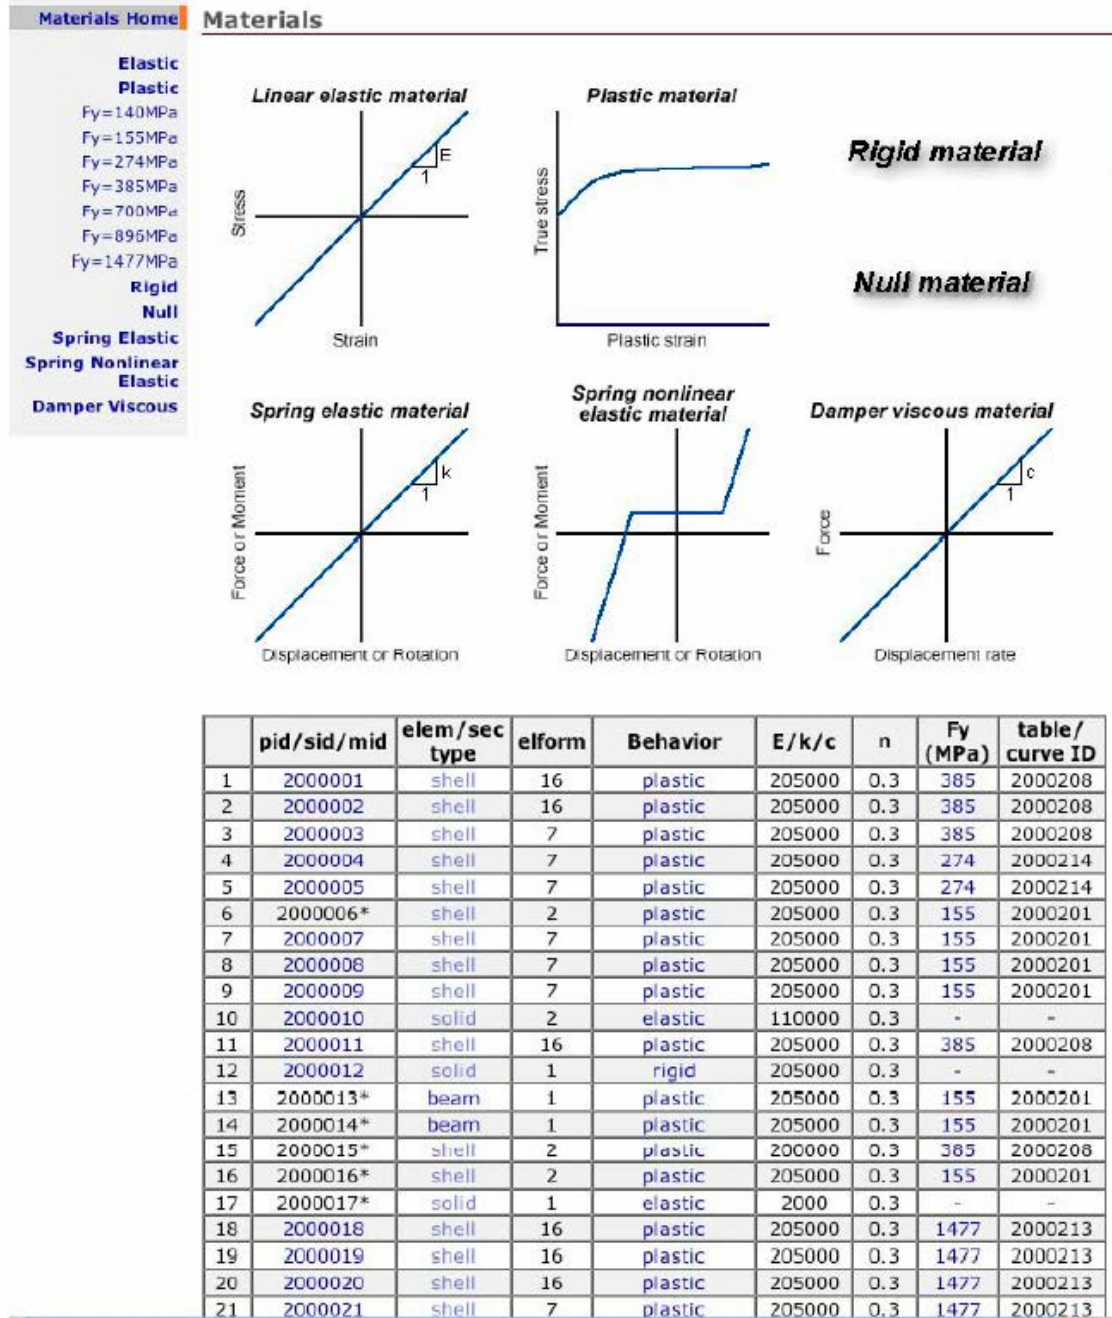 Materials Home
Materials
Elastic
Plastic
Fy=140MPa
Fy=155MPa
Fy=274MPa
Fy=385MPa
Fy=700MPa
Fy=896MPa
Fy=1477MPa
Rigid
Null
Spring Elastic
Spring Nonlinear
Elastic
Damper Viscous
Linear elastic material
Stress
E
1
Strain
Plastic material
True stress
Plastic strain
Rigid material
Null material
Spring elastic material
Force or Moment
k
1
Displacement or Rotation
Spring nonlinear
elastic material
Force or Moment
Displacement or Rotation
Damper viscous material
Force
c
1
Displacement rate
pid/sid/mid elem/sec type elform Behavior E/k/c n Fy (MPa) table/ curve ID
1 2000001 shell 16 plastic 205000 0.3 385 2000208
2 2000002 shell 16 plastic 205000 0.3 385 2000208
3 2000003 shell 7 plastic 205000 0.3 385 2000208
4 2000004 shell 7 plastic 205000 0.3 274 2000214
5 2000005 shell 7 plastic 205000 0.3 274 2000214
6 2000006* shell 2 plastic 205000 0.3 155 2000201
7 2000007 shell 7 plastic 205000 0.3 155 2000201
8 2000008 shell 7 plastic 205000 0.3 155 2000201
9 2000009 shell 7 plastic 205000 0.3 155 2000201
10 2000010 solid 2 elastic 110000 0.3 - -
11 2000011 shell 16 plastic 205000 0.3 385 2000208
12 2000012 solid 1 rigid 205000 0.3 - -
13 2000013* beam 1 plastic 205000 0.3 155 2000201
14 2000014* beam 1 plastic 205000 0.3 155 2000201
15 2000015* shell 2 plastic 200000 0.3 385 2000208
16 2000016* shell 2 plastic 205000 0.3 155 2000201
17 2000017* solid 1 elastic 2000 0.3 - -
18 2000018 shell 16 plastic 205000 0.3 1477 2000213
19 2000019 shell 16 plastic 205000 0.3 1477 2000213
20 2000020 shell 16 plastic 205000 0.3 1477 2000213
21 2000021 shell 7 plastic 205000 0.3 1477 2000213